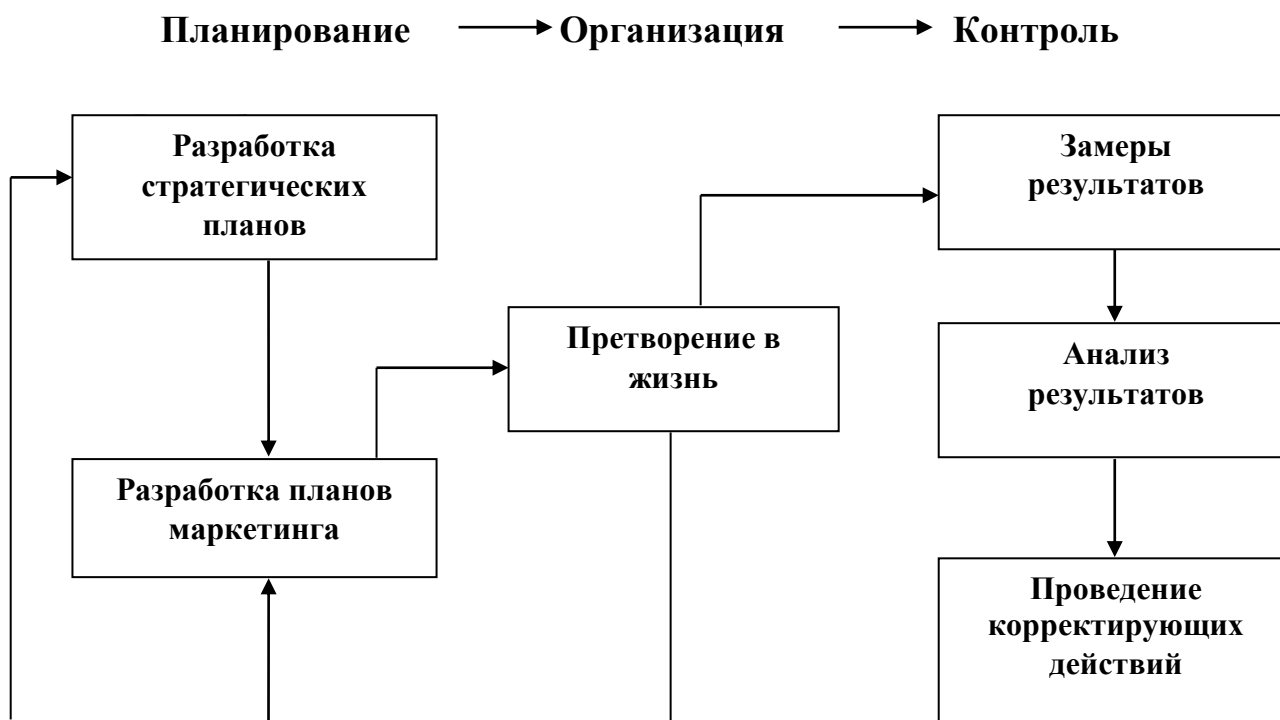 Планирование Организация Контроль
Разработка
стратегических
планов
Разработка планов
маркетинга
Претворение в
жизнь
Замеры
результатов
Анализ
результатов
Проведение
корректирующих
действий